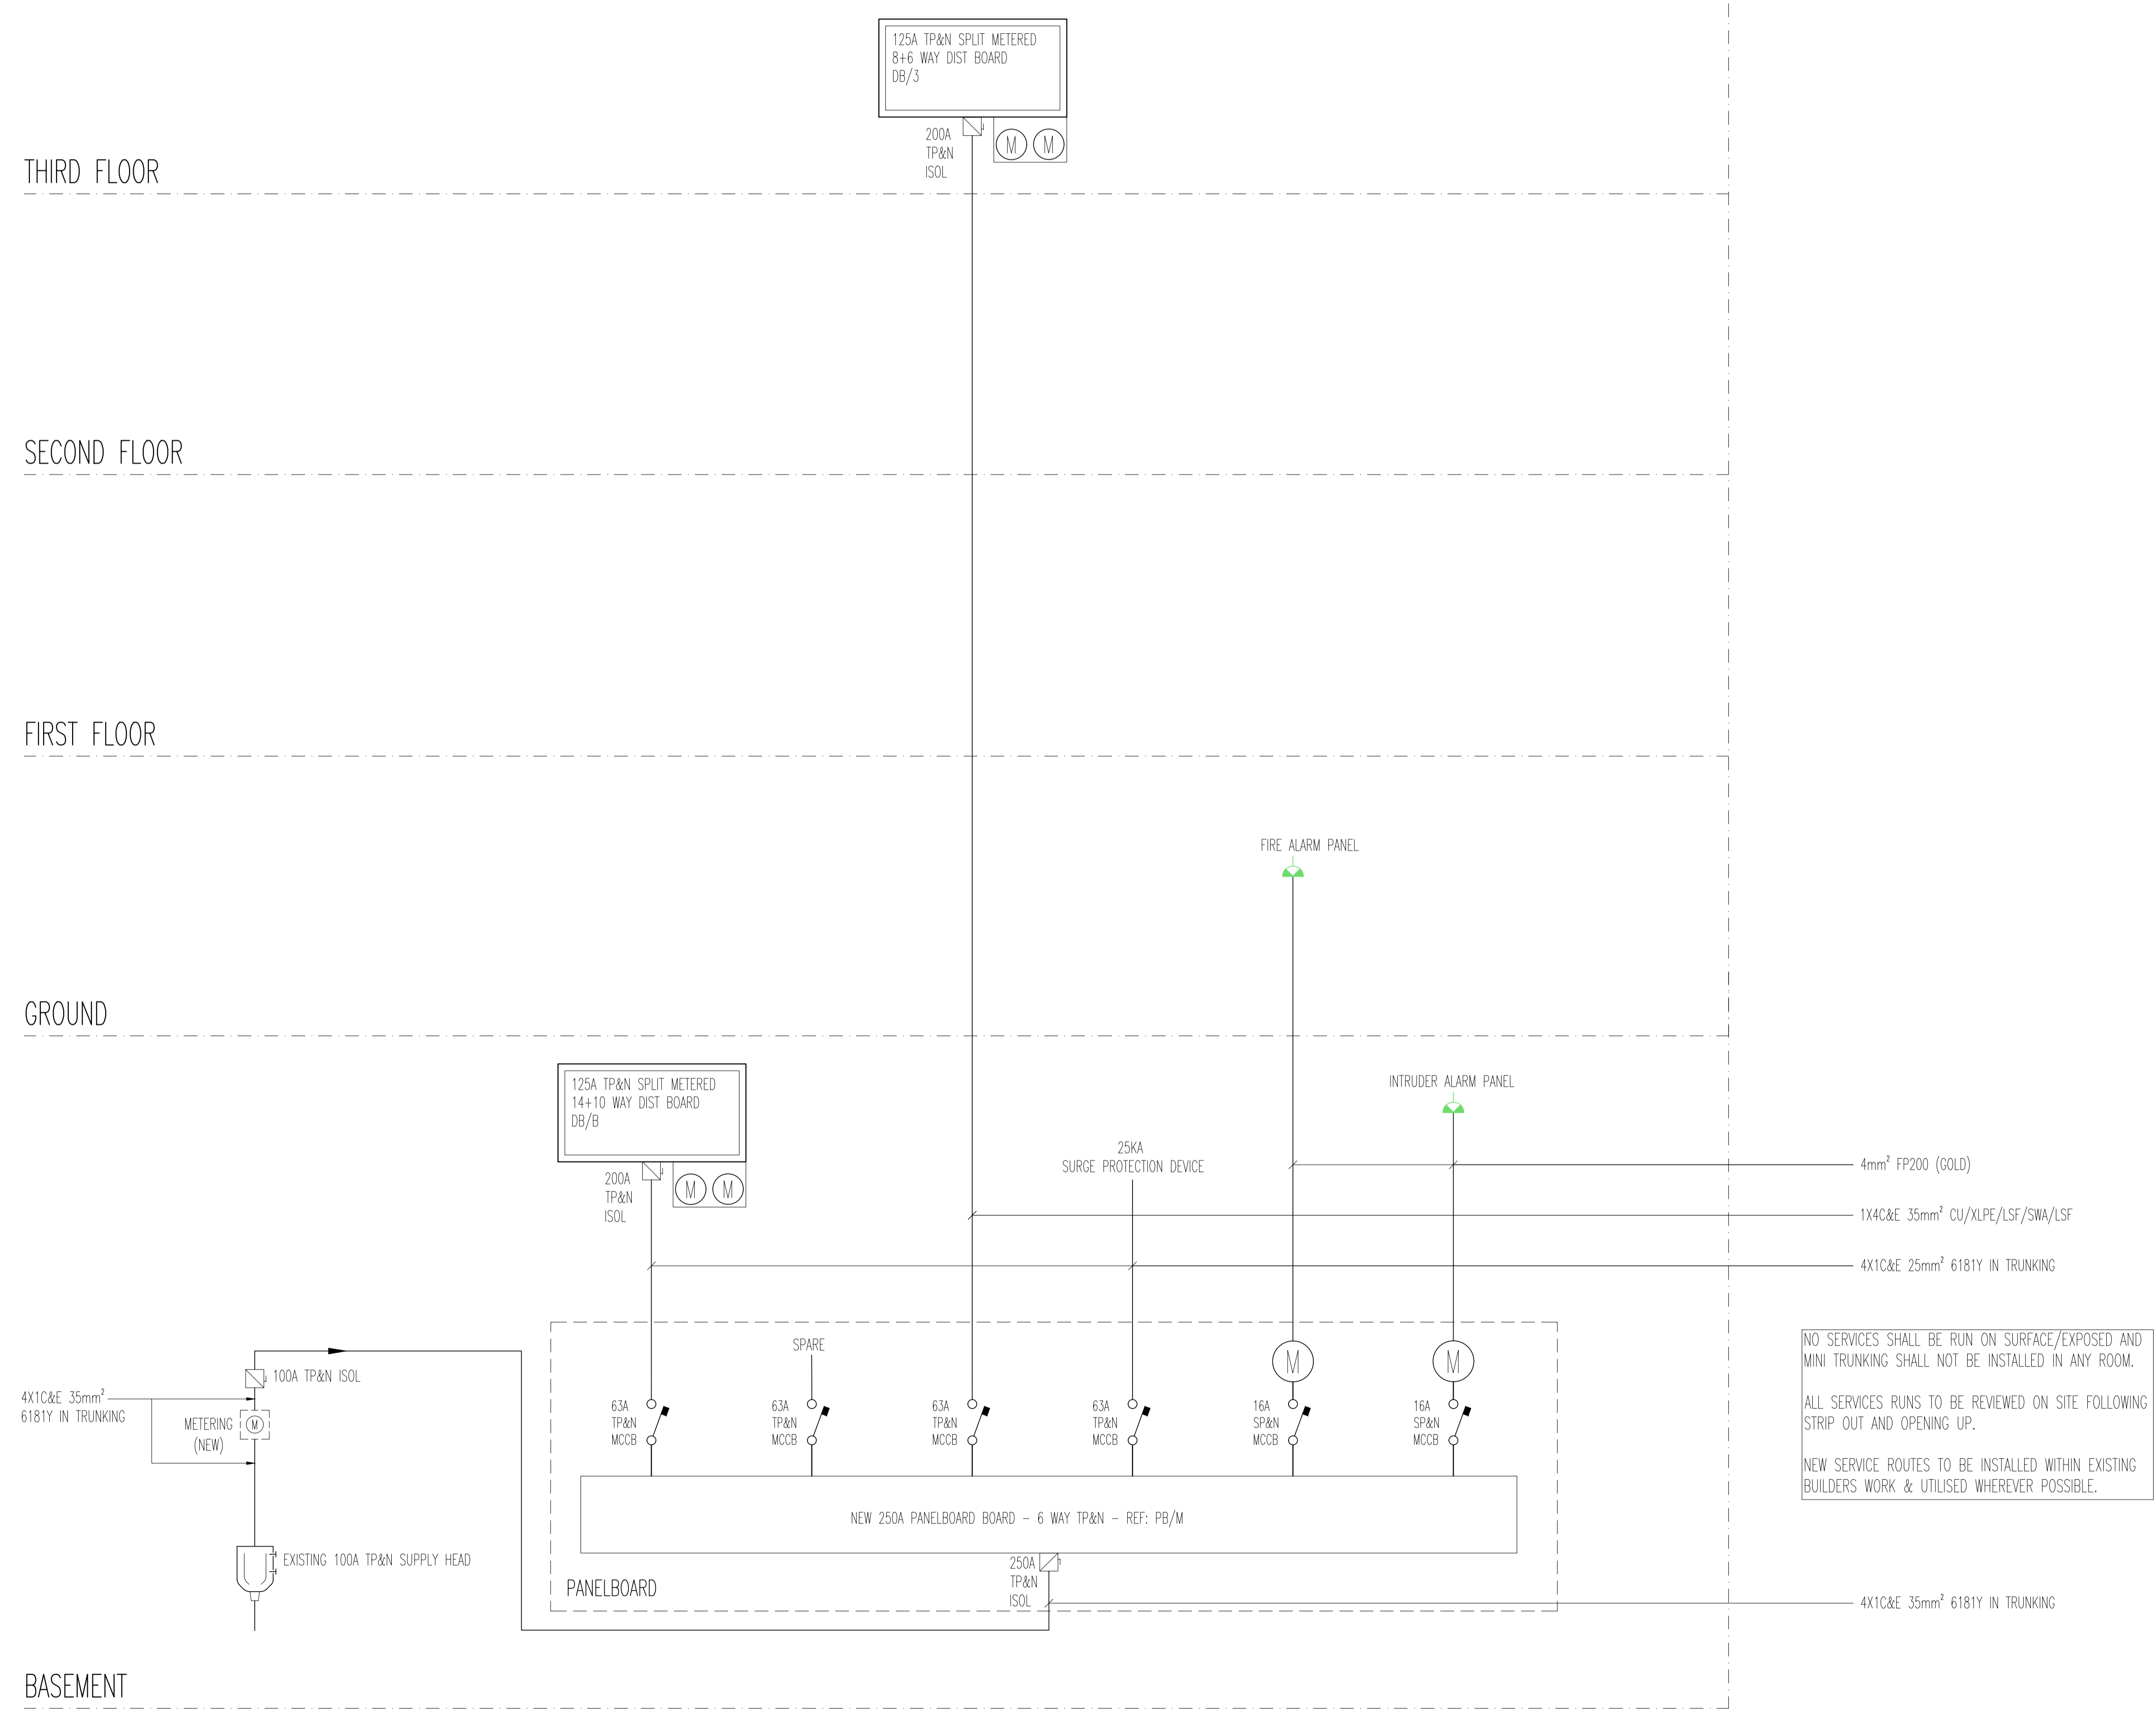 125A TP&N SPLIT METERED
8+6 WAY DIST BOARD
DB/3
200A
TP&N
ISOL
M M
THIRD FLOOR
SECOND FLOOR
FIRST FLOOR
FIRE ALARM PANEL
GROUND
125A TP&N SPLIT METERED
14+10 WAY DIST BOARD
DB/B
200A
TP&N
ISOL
M M
INTRUDER ALARM PANEL
25KA
SURGE PROTECTION DEVICE
4mm² FP200 (GOLD)
1X4C&E 35mm² CU/XLPE/LSF/SWA/LSF
4X1C&E 25mm² 6181Y IN TRUNKING
SPARE
M
M
100A TP&N ISOL
4X1C&E 35mm²
6181Y IN TRUNKING
METERING
(NEW)
M
63A
TP&N
MCCB
63A
TP&N
MCCB
63A
TP&N
MCCB
63A
TP&N
MCCB
16A
SP&N
MCCB
16A
SP&N
MCCB
NO SERVICES SHALL BE RUN ON SURFACE/EXPOSED AND
MINI TRUNKING SHALL NOT BE INSTALLED IN ANY ROOM.
ALL SERVICES RUNS TO BE REVIEWED ON SITE FOLLOWING
STRIP OUT AND OPENING UP.
NEW SERVICE ROUTES TO BE INSTALLED WITHIN EXISTING
BUILDERS WORK & UTILISED WHEREVER POSSIBLE.
NEW 250A PANELBOARD BOARD - 6 WAY TP&N - REF: PB/M
EXISTING 100A TP&N SUPPLY HEAD
PANELBOARD
250A
TP&N
ISOL
4X1C&E 35mm² 6181Y IN TRUNKING
BASEMENT